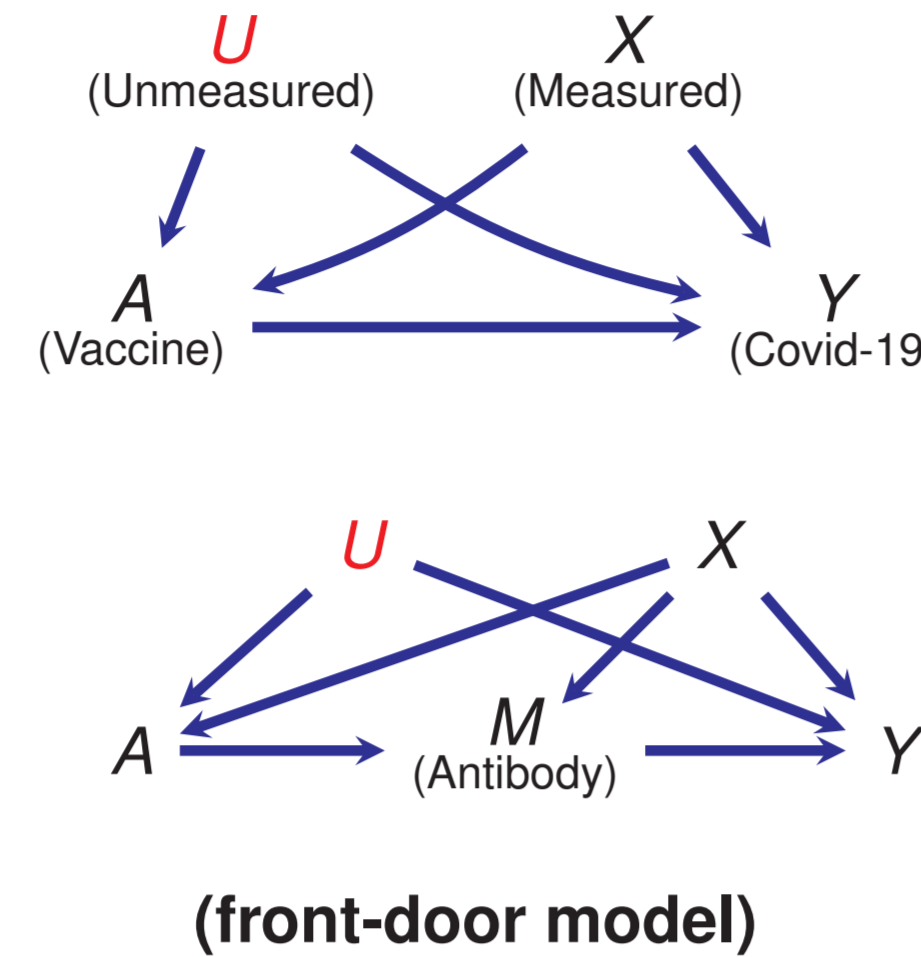 U X
(Unmeasured) (Measured)
A Y
(Vaccine) (Covid-19
U X
A M Y
(Antibody)
(front-door model)